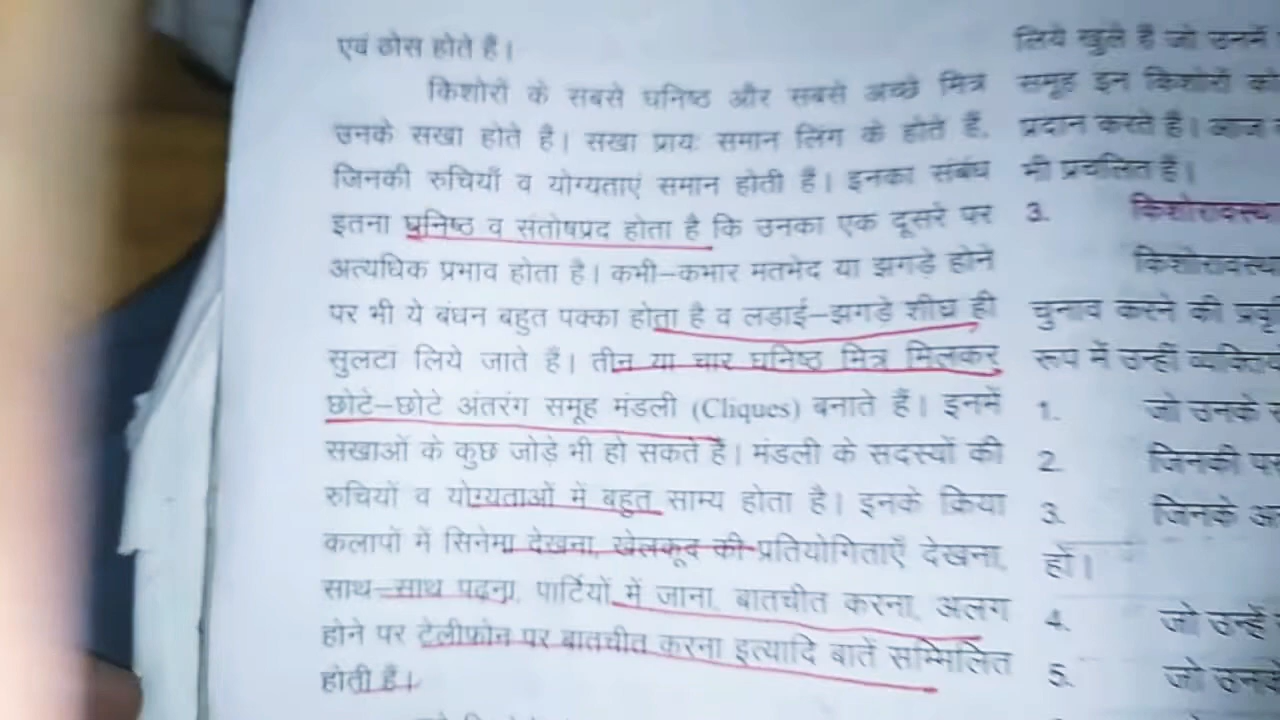 एवं ठोस होते है।
किशोरों के सबसे घनिष्ठ और सबसे अच्छे मित्र
उनके सखा होते है। सखा प्रायः समान लिंग के होते हैं,
जिनकी रुचियाँ व योग्यताएं समान होती है। इनका संबंध
इतना घनिष्ठ व संतोषप्रद होता है कि उनका एक दूसरे पर
अत्यधिक प्रभाव होता है। कभी–कभार मतभेद या झगड़े होने
पर भी ये बंधन बहुत पक्का होता है व लडाई–झगडे शीघ्र ही
सुलटा लिये जाते है। तीन या चार घनिष्ठ मित्र मिलकर
छोटे–छोटे अंतरंग समूह मंडली (Cliques) बनाते हैं। इनमें
सखाओं के कुछ जोड़े भी हो सकते हैं। मंडली के सदस्यों की
रुचियों व योग्यताओं में बहुत साम्य होता है। इनके क्रिया
कलापों में सिनेमा देखना, खेलकूद की प्रतियोगिताएँ देखना,
साथ–साथ पढ़ना, पार्टियों में जाना, बातचीत करना, अलग
होने पर टेलीफोन पर बातचीत करना इत्यादि बातें सम्मिलित
होती है।
लिये खुले है जो उनमें
समूह इन किशोरों को
प्रदान करते है। आज
भी प्रचलित है।
3.
चुनाव करने की
रूप में उन्हीं
1. जो उनके
2. जिनकी
3. जिनके
हों।
4. जो उन्हें
5. जो उनके